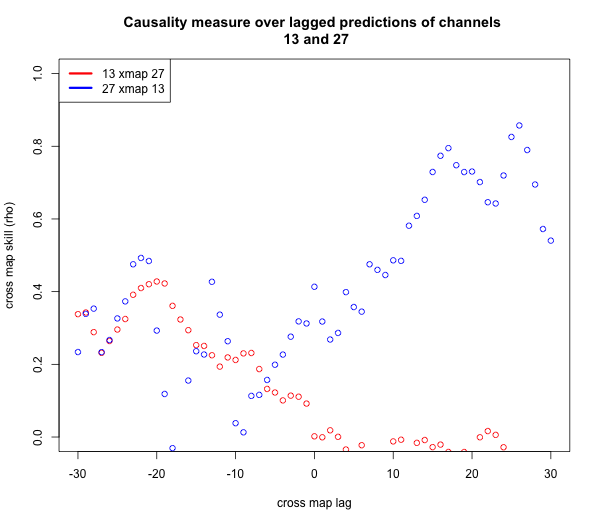 Causality measure over lagged predictions of channels
13 and 27
13 xmap 27
27 xmap 13
cross map skill (rho)
1.0
0.8
0.6
0.4
0.2
0.0
-30
-20
-10
0
10
20
30
cross map lag